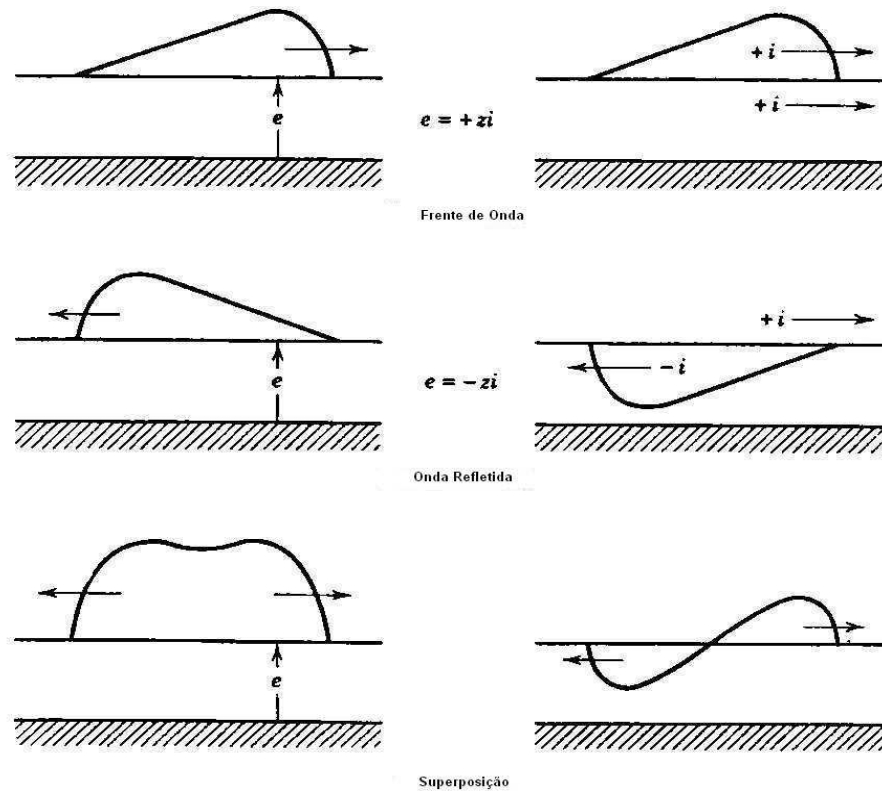 + i
e
e = + zi
+ i
Frente de Onda
+ i
e
e = − zi
− i
Onda Refletida
e
Superposição